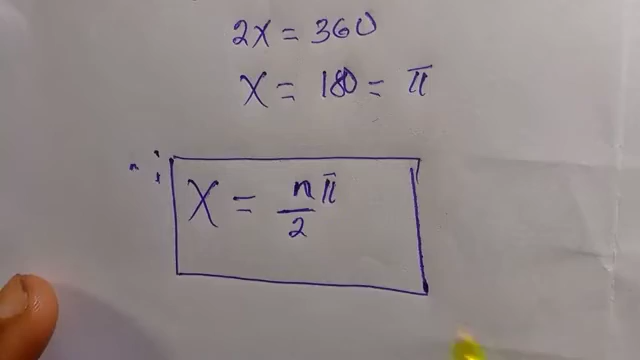 2X = 360
X = 180 = π
∴ X = nπ/2